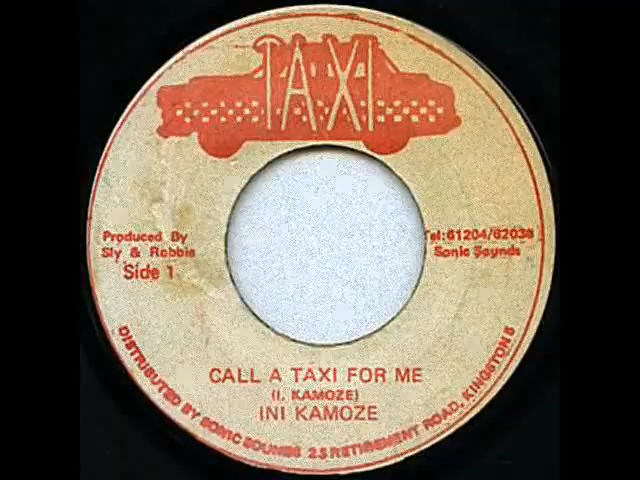 TAXI
Produced By
Sly & Robbie
Side 1
Tel:61204/62038
Sonic Sounds
CALL A TAXI FOR ME
(I. KAMOZE)
INI KAMOZE
DISTRIBUTED BY SONIC SOUNDS 25 RETIREMENT ROAD, KINGSTON 5